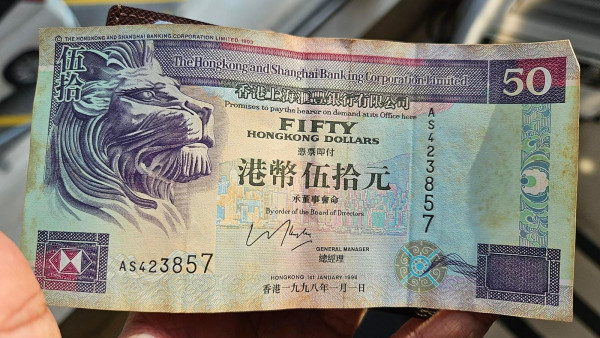 © THE HONGKONG AND SHANGHAI BANKING CORPORATION LIMITED 1993
伍拾
The Hongkong and Shanghai Banking Corporation Limited
50
香港上海滙豐銀行有限公司
Promises to pay the bearer on demand at its Office here
FIFTY
HONGKONG DOLLARS
憑票即付
港幣伍拾元
承董事會命
By order of the Board of Directors
GENERAL MANAGER
總經理
AS423857
AS423857
HONGKONG 1ST JANUARY 1998
香港一九九八年一月一日
50